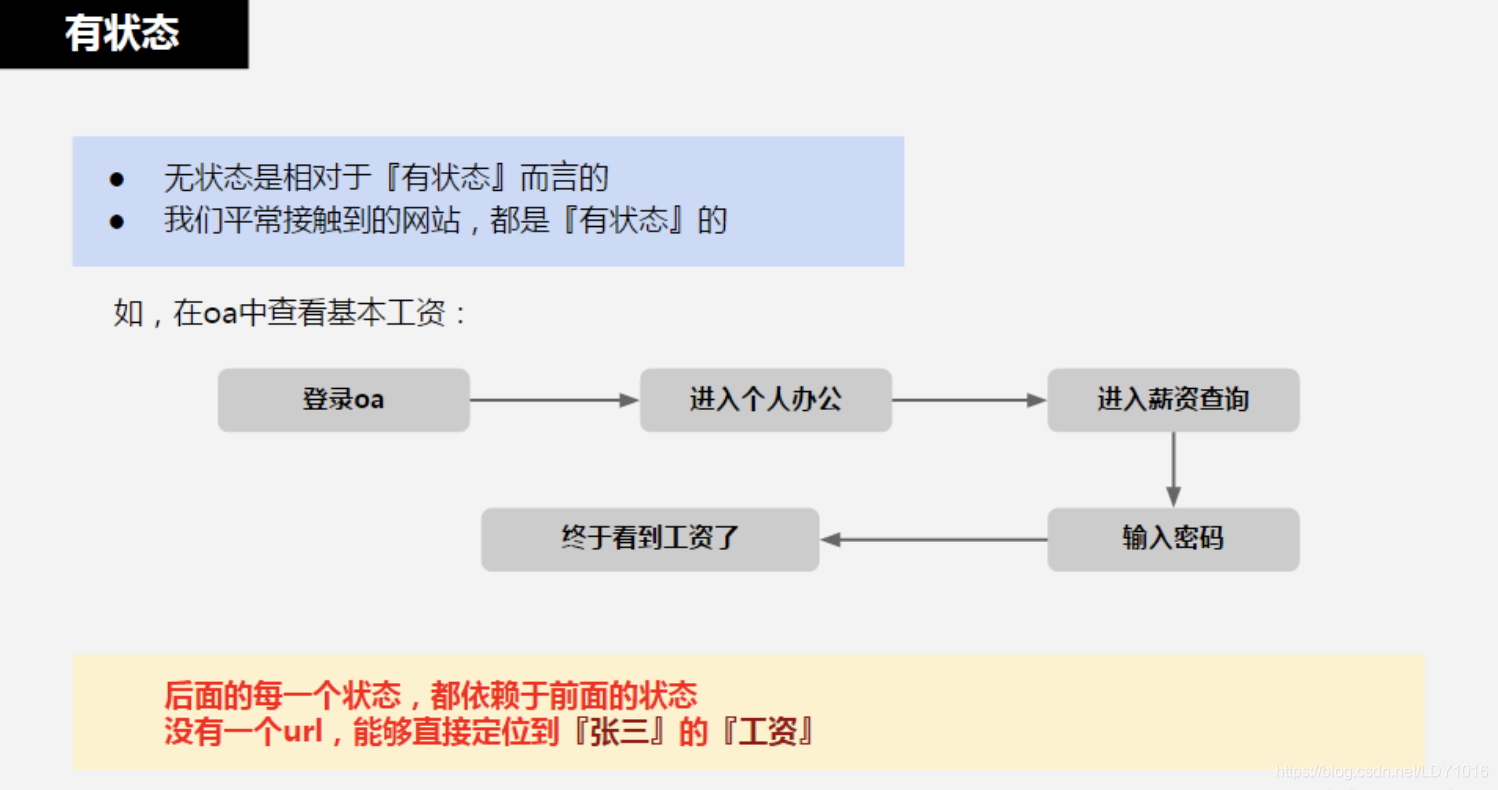 有状态
● 无状态是相对于『有状态』而言的
● 我们平常接触到的网站，都是『有状态』的
如，在oa中查看基本工资：
登录oa
进入个人办公
进入薪资查询
输入密码
终于看到工资了
后面的每一个状态，都依赖于前面的状态
没有一个url，能够直接定位到『张三』的『工资』
https://blog.csdn.net/LDY1016